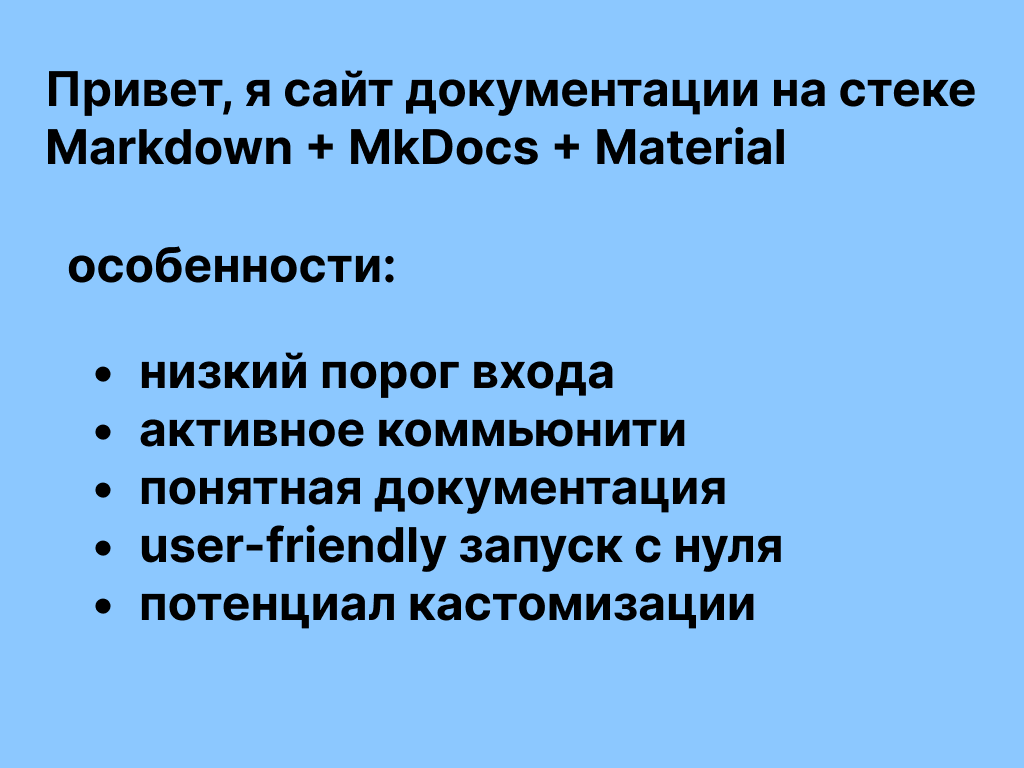 Привет, я сайт документации на стеке
Markdown + MkDocs + Material
особенности:
• низкий порог входа
• активное коммьюнити
• понятная документация
• user-friendly запуск с нуля
• потенциал кастомизации